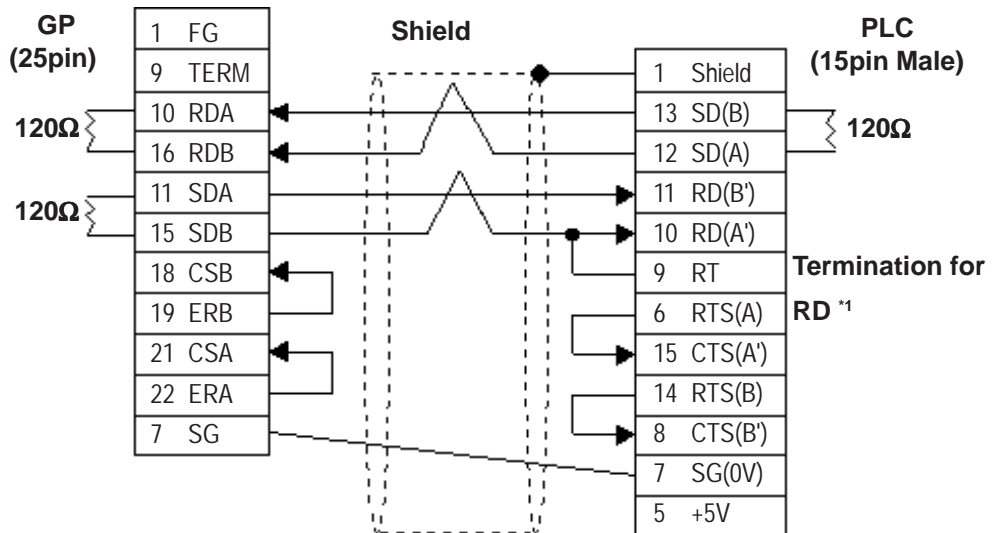 GP
(25pin)
1 FG
9 TERM
10 RDA
16 RDB
11 SDA
15 SDB
18 CSB
19 ERB
21 CSA
22 ERA
7 SG
120Ω
120Ω
Shield
PLC
(15pin Male)
1 Shield
13 SD(B)
12 SD(A)
11 RD(B')
10 RD(A')
9 RT
6 RTS(A)
15 CTS(A')
14 RTS(B)
8 CTS(B')
7 SG(0V)
5 +5V
120Ω
Termination for
RD *1